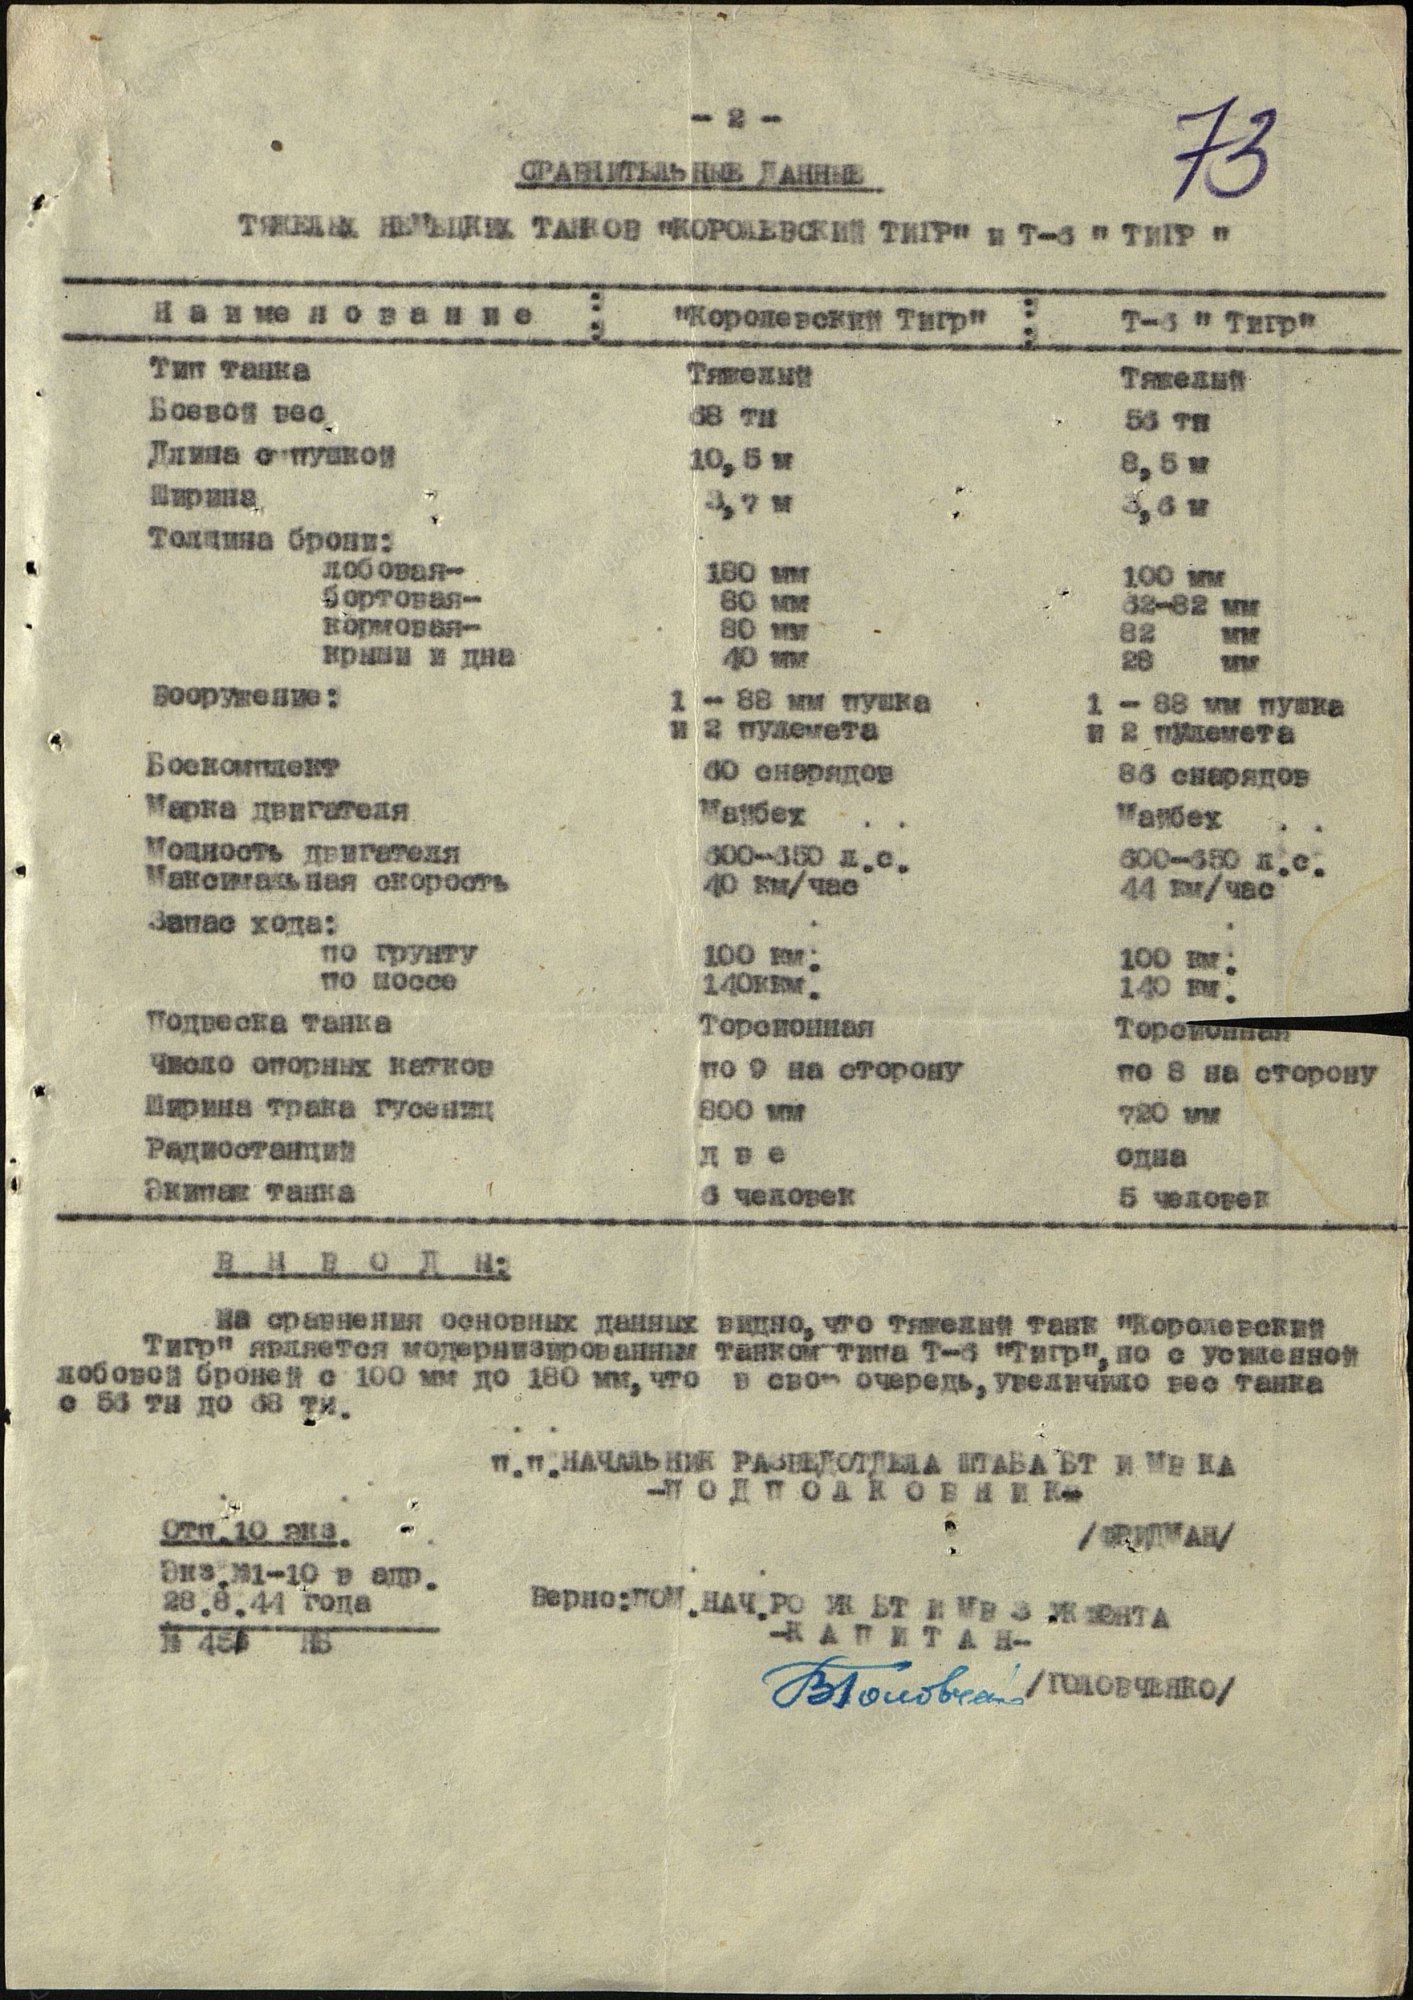 - 2 -
73
СРАВНИТЕЛЬНЫЕ ДАННЫЕ
ТЯЖЕЛЫХ НЕМЕЦКИХ ТАНКОВ "КОРОЛЕВСКИЙ ТИГР" и Т-6 " ТИГР "
Н а и м е н о в а н и е : "Королевский Тигр" : Т-6 " Тигр"
Тип танка Тяжелый Тяжелый
Боевой вес 68 тн 56 тн
Длина с пушкой 10,5 м 8,5 м
Ширина 3,7 м 3,6 м
Толщина брони:
лобовая- 180 мм 100 мм
бортовая- 80 мм 62-82 мм
кормовая- 80 мм 82 мм
крыши и дна 40 мм 28 мм
Вооружение: 1 - 88 мм пушка 1 - 88 мм пушка
и 2 пулемета и 2 пулемета
Боекомплект 60 снарядов 86 снарядов
Марка двигателя Майбех Майбех
Мощность двигателя 600-650 л.с. 600-650 л.с.
Максимальная скорость 40 км/час 44 км/час
Запас хода:
по грунту 100 км. 100 км.
по шоссе 140ккм. 140 км.
Подвеска танка Торсионная Торсионная
Число опорных катков по 9 на сторону по 8 на сторону
Ширина трака гусениц 800 мм 720 мм
Радиостанций д в е одна
Экипаж танка 6 человек 5 человек
В Ы В О Д Ы:
Из сравнения основных данных видно, что тяжелый танк "Королевский
Тигр" является модернизированным танком типа Т-6 "Тигр", но с усиленной
лобовой броней с 100 мм до 180 мм, что в свою очередь, увеличило вес танка
с 56 тн до 68 тн.
п.п. НАЧАЛЬНИК РАЗВЕДОТДЕЛА ШТАБА БТ И МВ КА
-П О Д П О Л К О В Н И К-
/ФРИДМАН/
Отп. 10 экз.
Экз.№1-10 в адр.
28.8.44 года
№ 45 НБ
Верно: ПОМ.НАЧ.РО БТ И МВ ФРОНТА
-К А П И Т А Н-
ВГоловчен /ГОЛОВЧЕНКО/